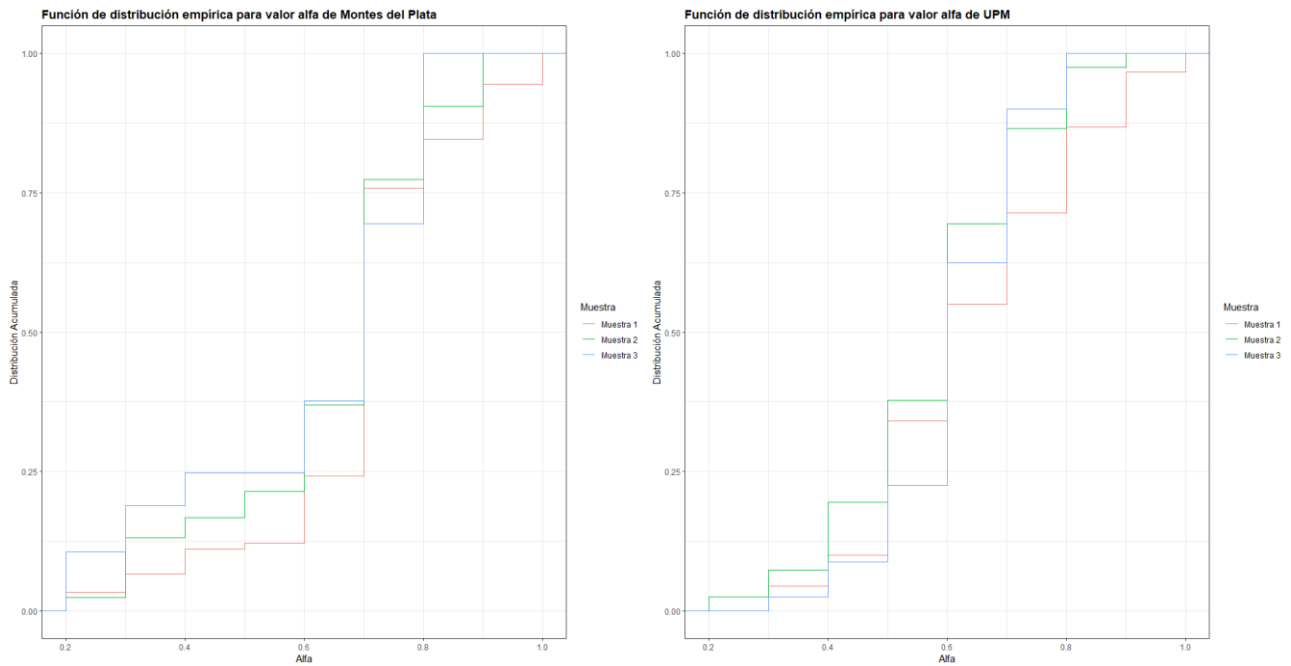 Función de distribución empírica para valor alfa de Montes del Plata
1.00
0.75
0.50
0.25
0.00
Distribución Acumulada
0.2
0.4
0.6
0.8
1.0
Alfa
Muestra
Muestra 1
Muestra 2
Muestra 3
Función de distribución empírica para valor alfa de UPM
1.00
0.75
0.50
0.25
0.00
Distribución Acumulada
0.2
0.4
0.6
0.8
1.0
Alfa
Muestra
Muestra 1
Muestra 2
Muestra 3